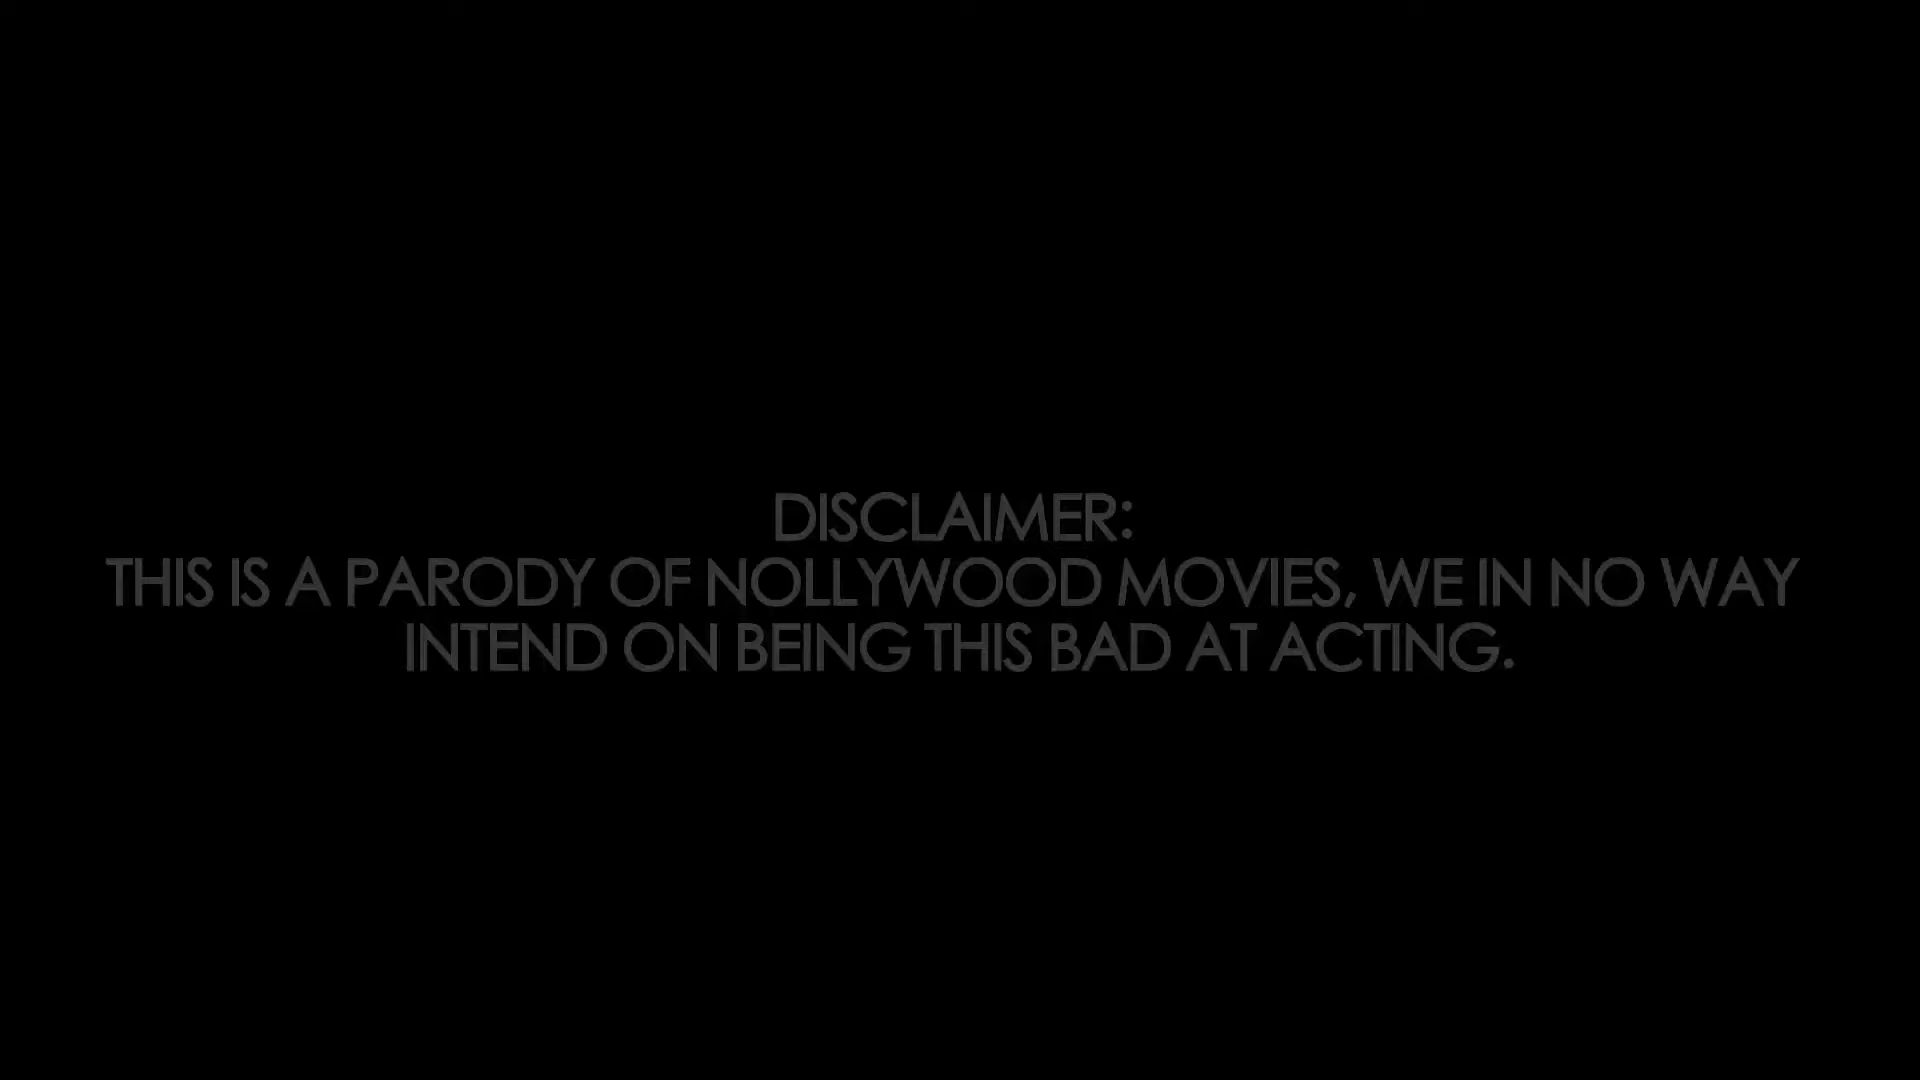 DISCLAIMER:
THIS IS A PARODY OF NOLLYWOOD MOVIES, WE IN NO WAY
INTEND ON BEING THIS BAD AT ACTING.